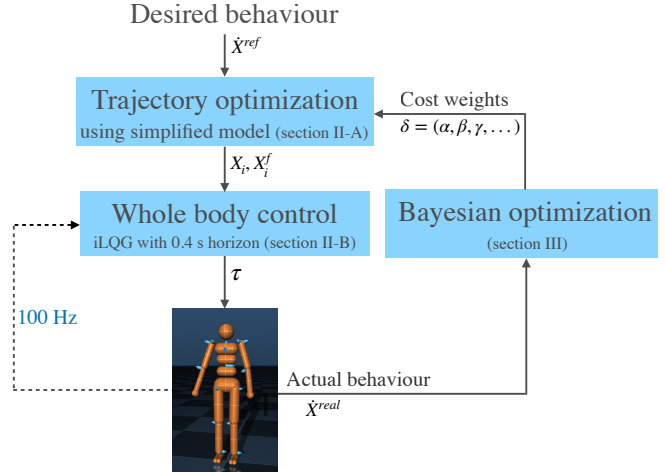 Desired behaviour
Ẋ^{ref}
Trajectory optimization
using simplified model (section II-A)
Cost weights
δ = (α, β, γ, . . . )
X_i, X_i^f
Whole body control
iLQG with 0.4 s horizon (section II-B)
Bayesian optimization
(section III)
τ
100 Hz
Actual behaviour
Ẋ^{real}